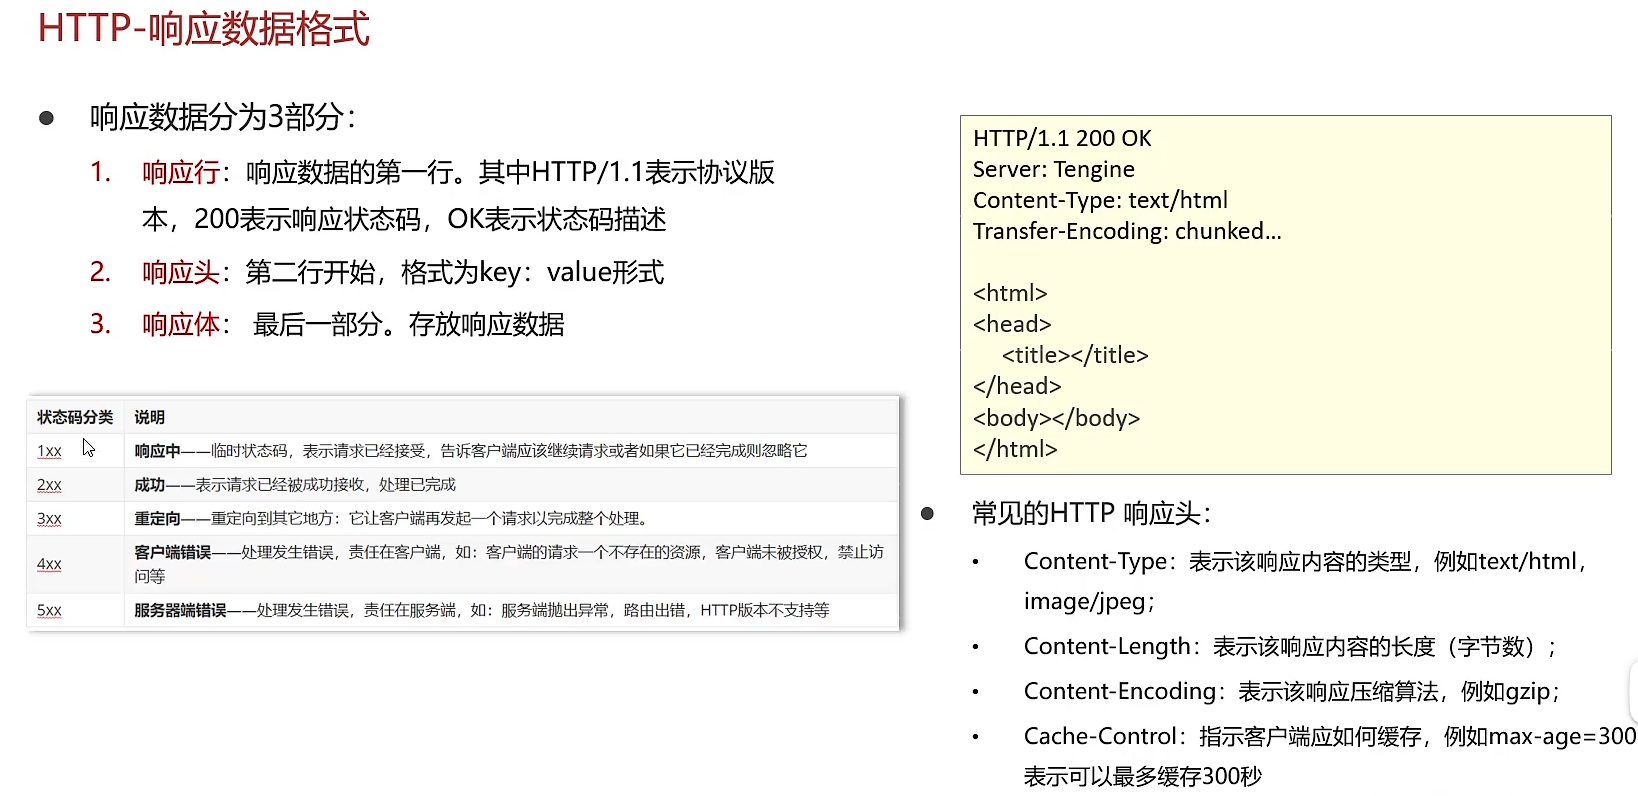 HTTP-响应数据格式
● 响应数据分为3部分：
1. 响应行：响应数据的第一行。其中HTTP/1.1表示协议版
本，200表示响应状态码，OK表示状态码描述
2. 响应头：第二行开始，格式为key：value形式
3. 响应体： 最后一部分。存放响应数据
状态码分类 说明
1xx 响应中——临时状态码，表示请求已经接受，告诉客户端应该继续请求或者如果它已经完成则忽略它
2xx 成功——表示请求已经被成功接收，处理已完成
3xx 重定向——重定向到其它地方：它让客户端再发起一个请求以完成整个处理。
4xx 客户端错误——处理发生错误，责任在客户端，如：客户端的请求一个不存在的资源，客户端未被授权，禁止访
问等
5xx 服务器端错误——处理发生错误，责任在服务端，如：服务端抛出异常，路由出错，HTTP版本不支持等
HTTP/1.1 200 OK
Server: Tengine
Content-Type: text/html
Transfer-Encoding: chunked…
<html>
<head>
<title></title>
</head>
<body></body>
</html>
● 常见的HTTP 响应头：
• Content-Type：表示该响应内容的类型，例如text/html，
image/jpeg；
• Content-Length：表示该响应内容的长度（字节数）；
• Content-Encoding：表示该响应压缩算法，例如gzip；
• Cache-Control：指示客户端应如何缓存，例如max-age=300
表示可以最多缓存300秒